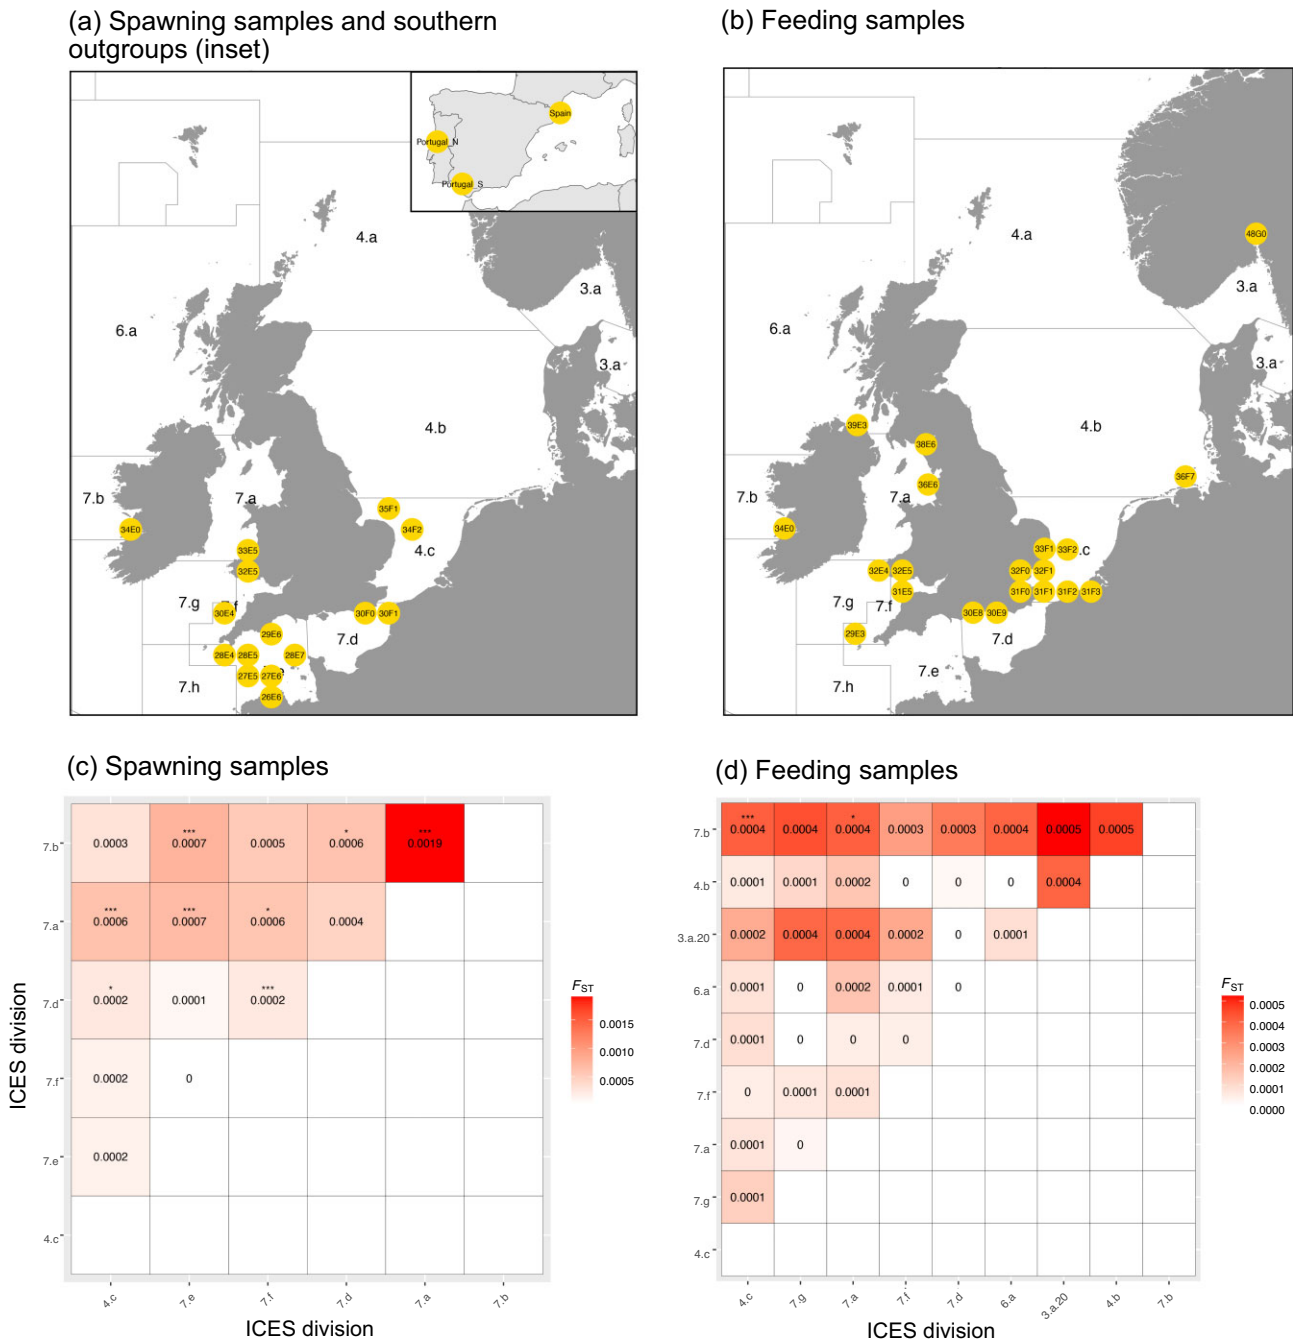 (a) Spawning samples and southern
outgroups (inset)
Spain
Portugal_N
Portugal_S
4.a
3.a
6.a
3.a
4.b
7.b
7.a
35F1
34E0
34F2
33E5
4.c
32E5
7.g
7.f
30E4
30F0
30F1
29E6
7.d
28E4
28E5
28E7
27E5
27E6
7.h
26E6
(b) Feeding samples
48G0
4.a
3.a
6.a
3.a
39E3
4.b
38E6
36F7
36E6
7.b
7.a
34E0
33F1
33F2
.c
32E4
32E5
32F0
32F1
31E5
31F0
31F1
31F2
31F3
7.g
7.f
30E8
30E9
29E3
7.d
7.e
7.h
(c) Spawning samples
7.b
0.0003
***
0.0007
0.0005
*
0.0006
***
0.0019
7.a
***
0.0006
***
0.0007
*
0.0006
0.0004
7.d
*
0.0002
0.0001
***
0.0002
7.f
0.0002
0
7.e
0.0002
4.c
4.c
7.e
7.f
7.d
7.a
7.b
ICES division
ICES division
FST
0.0015
0.0010
0.0005
(d) Feeding samples
7.b
***
0.0004
0.0004
*
0.0004
0.0003
0.0003
0.0004
0.0005
0.0005
4.b
0.0001
0.0001
0.0002
0
0
0
0.0004
3.a.20
0.0002
0.0004
0.0004
0.0002
0
0.0001
6.a
0.0001
0
0.0002
0.0001
0
7.d
0.0001
0
0
0
7.f
0
0.0001
0.0001
7.a
0.0001
0
7.g
0.0001
4.c
4.c
7.g
7.a
7.f
7.d
6.a
3.a.20
4.b
7.b
ICES division
ICES division
FST
0.0005
0.0004
0.0003
0.0002
0.0001
0.0000